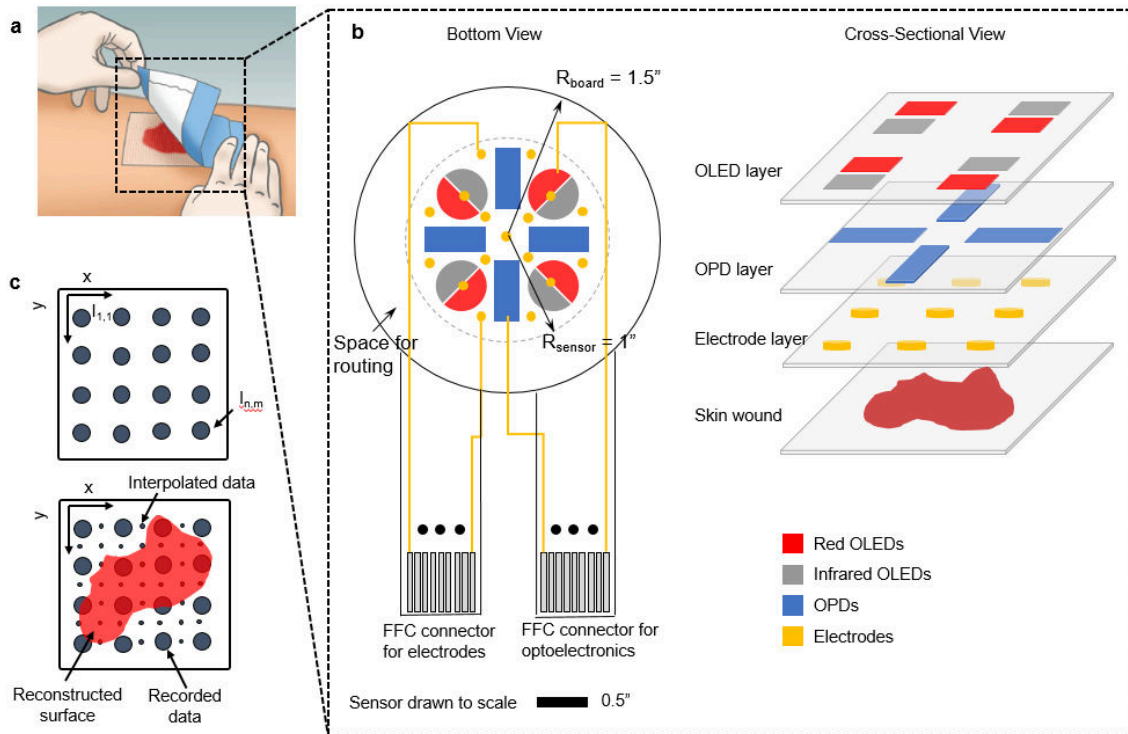 a
b
Bottom View
Cross-Sectional View
R_board = 1.5”
OLED layer
OPD layer
Electrode layer
Skin wound
Space for
routing
R_sensor = 1”
c
x
y
I_1,1
I_n,m
Interpolated data
x
y
Reconstructed
surface
Recorded
data
FFC connector
for electrodes
FFC connector for
optoelectronics
Sensor drawn to scale
0.5”
Red OLEDs
Infrared OLEDs
OPDs
Electrodes